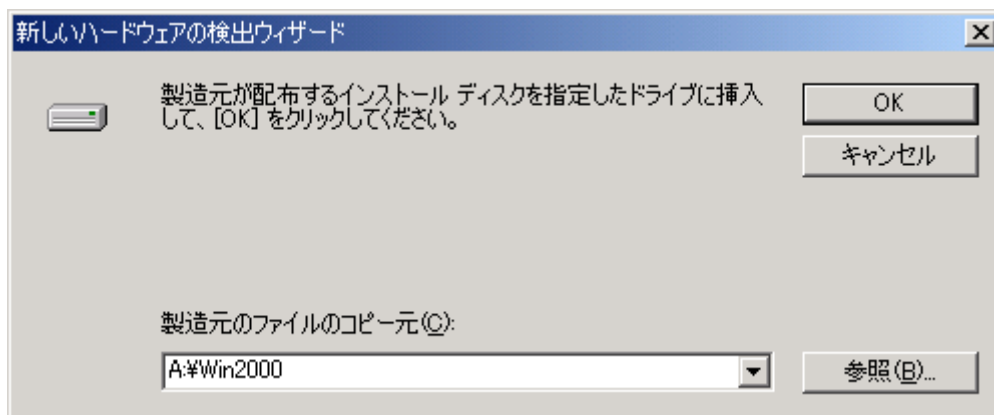 新しいハードウェアの検出ウィザード
製造元が配布するインストール ディスクを指定したドライブに挿入
して、[OK] をクリックしてください。
OK
キャンセル
製造元のファイルのコピー元(C):
A:¥Win2000
参照(B)...